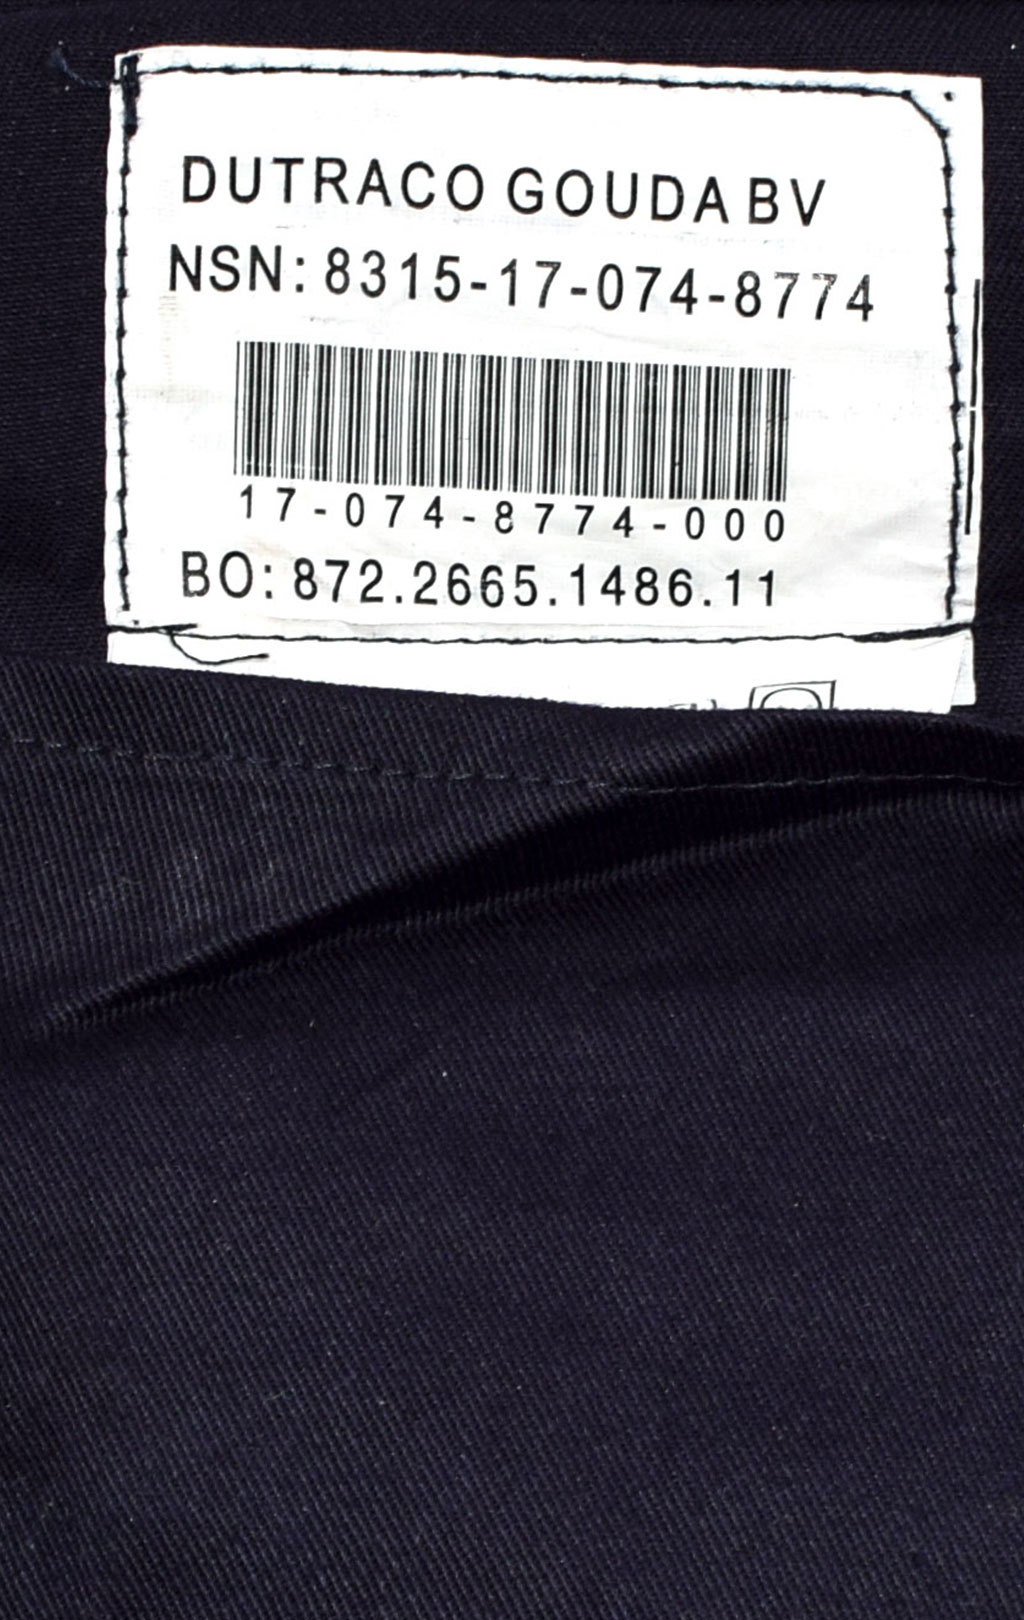 DUTRACO GOUDA BV
NSN: 8315-17-074-8774
17-074-8774-000
BO: 872.2665.1486.11